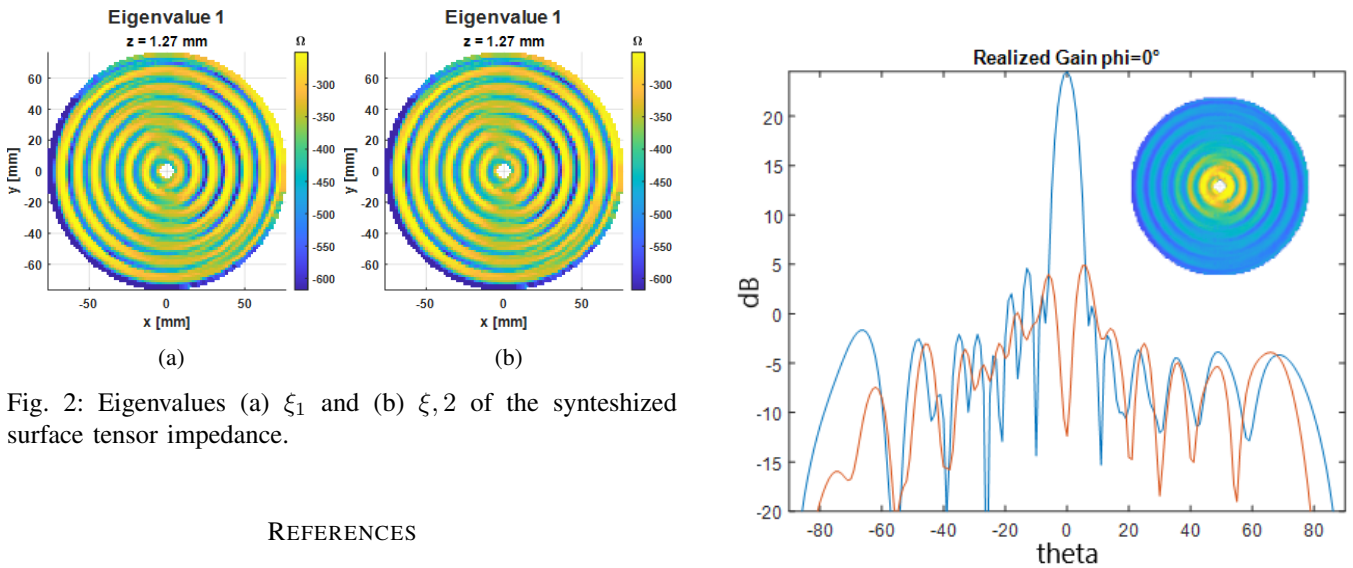 Eigenvalue 1
z = 1.27 mm
Ω
60
40
20
0
-20
-40
-60
y [mm]
-50
0
50
x [mm]
-300
-350
-400
-450
-500
-550
-600
(a)
Eigenvalue 1
z = 1.27 mm
Ω
60
40
20
0
-20
-40
-60
y [mm]
-50
0
50
x [mm]
-300
-350
-400
-450
-500
-550
-600
(b)
Fig. 2: Eigenvalues (a) ξ₁ and (b) ξ, 2 of the synteshized
surface tensor impedance.
REFERENCES
Realized Gain phi=0°
20
15
10
5
0
-5
-10
-15
-20
dB
-80
-60
-40
-20
0
20
40
60
80
theta